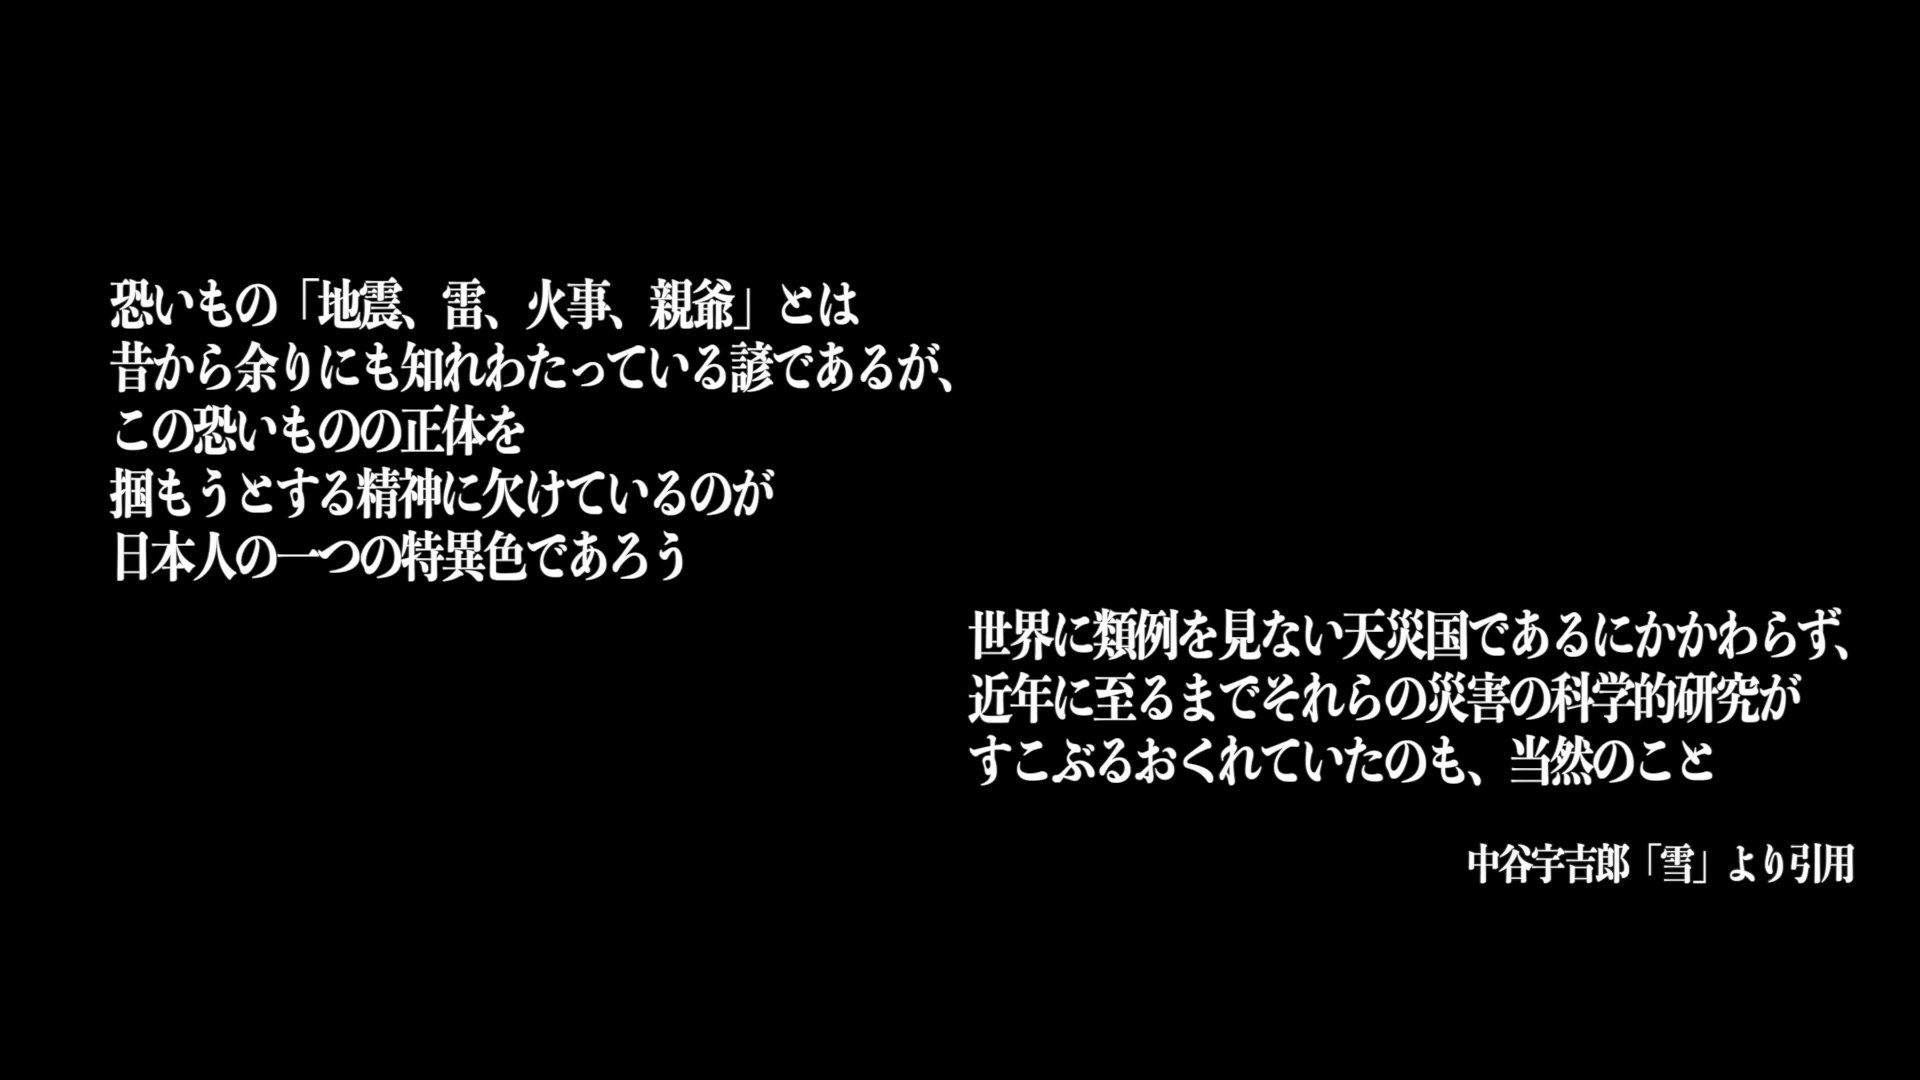 恐いもの「地震、雷、火事、親爺」とは
昔から余りにも知れわたっている諺であるが、
この恐いものの正体を
掴もうとする精神に欠けているのが
日本人の一つの特異色であろう
世界に類例を見ない天災国であるにかかわらず、
近年に至るまでそれらの災害の科学的研究が
すこぶるおくれていたのも、当然のこと
中谷宇吉郎「雪」より引用